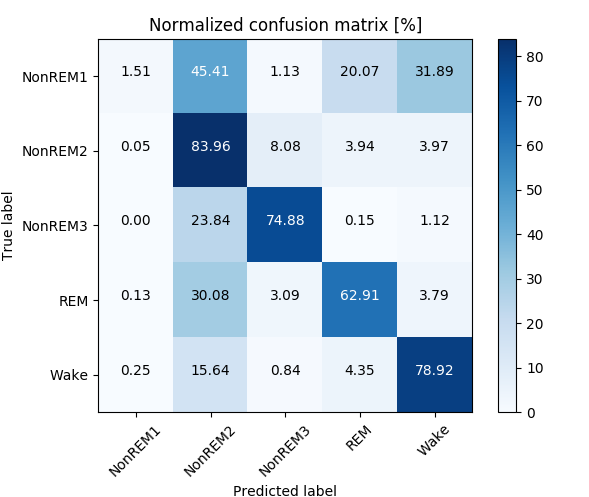 Normalized confusion matrix [%]
True label
NonREM1 1.51 45.41 1.13 20.07 31.89
NonREM2 0.05 83.96 8.08 3.94 3.97
NonREM3 0.00 23.84 74.88 0.15 1.12
REM 0.13 30.08 3.09 62.91 3.79
Wake 0.25 15.64 0.84 4.35 78.92
NonREM1 NonREM2 NonREM3 REM Wake
Predicted label
80
70
60
50
40
30
20
10
0